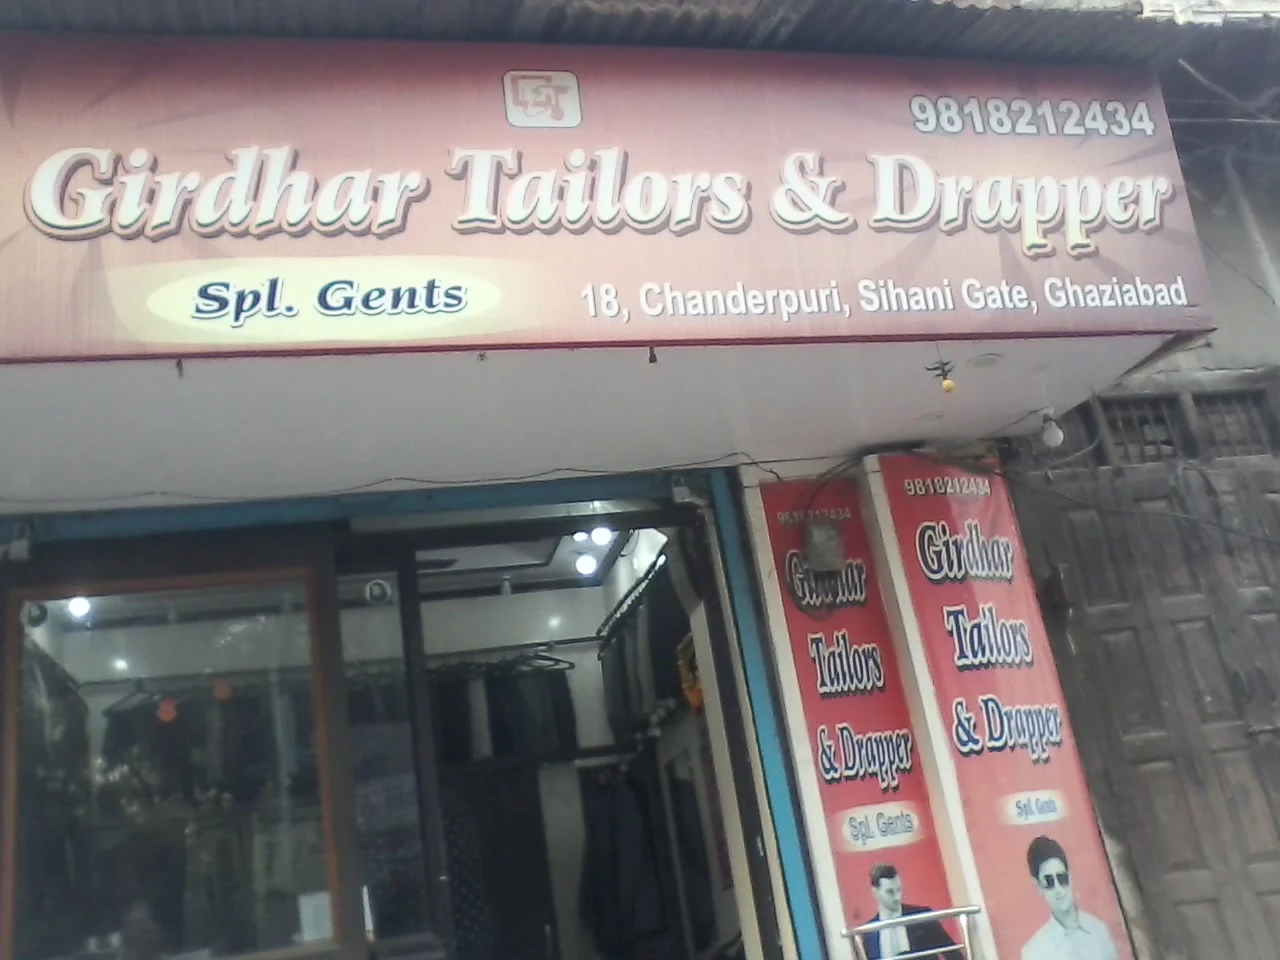 9818212434
Girdhar Tailors & Drapper
Spl. Gents
18, Chanderpuri, Sihani Gate, Ghaziabad
9818212434
Girdhar
Tailors
& Drapper
Spl. Gents
9818212434
Girdhar
Tailors
& Drapper
Spl. Gents